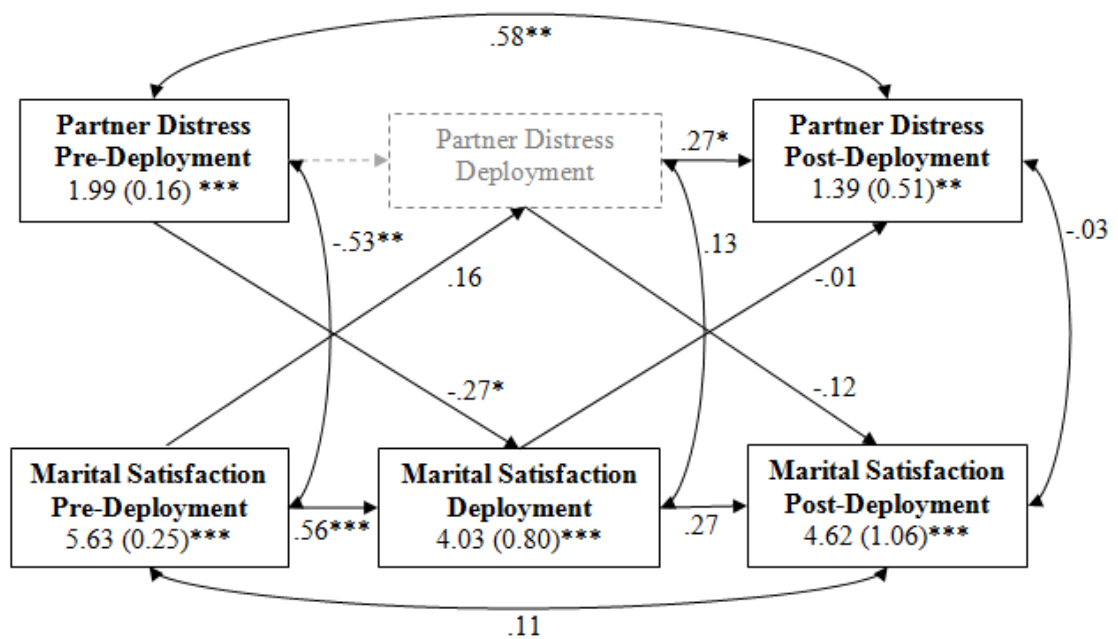 .58**
Partner Distress
Pre-Deployment
1.99 (0.16) ***
Partner Distress
Deployment
.27*
Partner Distress
Post-Deployment
1.39 (0.51)**
-.53**
.16
.13
-.01
-.03
-.27*
-.12
Marital Satisfaction
Pre-Deployment
5.63 (0.25)***
.56***
Marital Satisfaction
Deployment
4.03 (0.80)***
.27
Marital Satisfaction
Post-Deployment
4.62 (1.06)***
.11